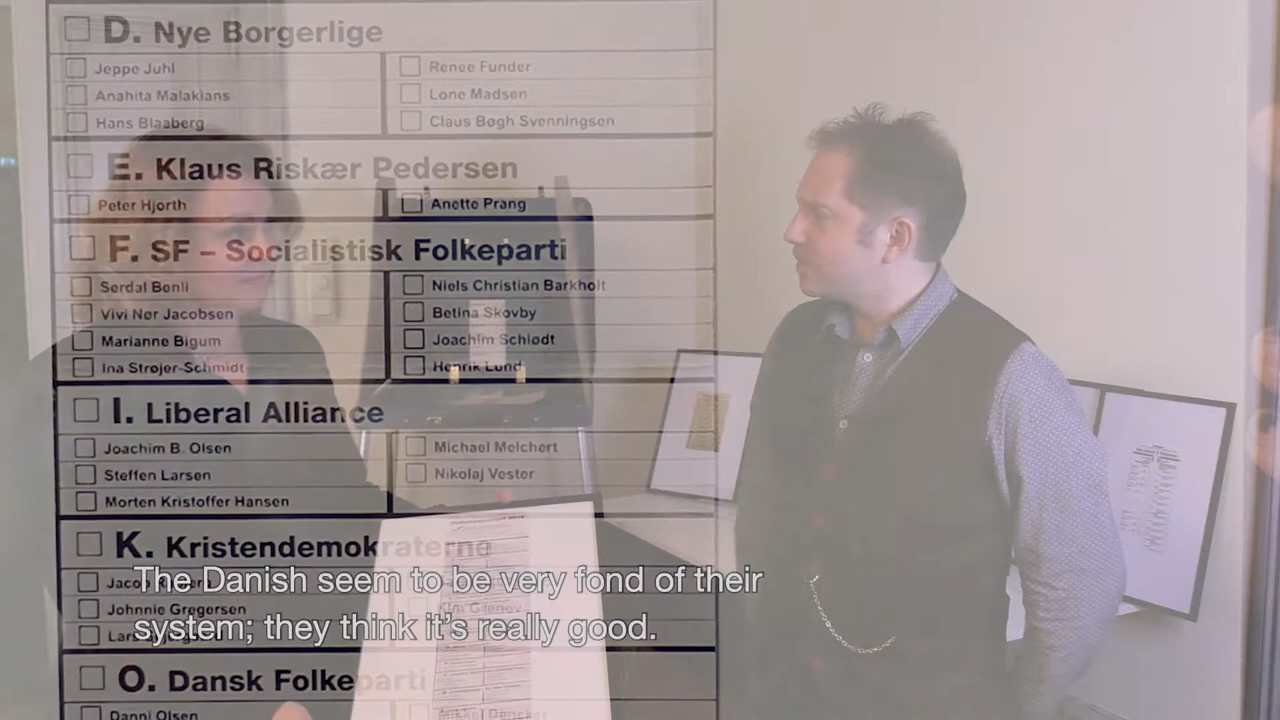 D. Nye Borgerlige
Jeppe Juhl
Renee Funder
Anahita Malakians
Lone Madsen
Hans Blaaberg
Claus Bøgh Svenningsen
E. Klaus Riskær Pedersen
Peter Hjorth
Anette Prang
F. SF – Socialistisk Folkeparti
Serdal Benli
Niels Christian Barkholt
Vivi Nør Jacobsen
Betina Skovby
Marianne Bigum
Joachim Schiødt
Ina Strøjer-Schmidt
Henrik Lund
I. Liberal Alliance
Joachim B. Olsen
Michael Melchert
Steffen Larsen
Nikolaj Vester
Morten Kristoffer Hansen
K. Kristendemokraterne
Johnnie Gregersen
The Danish seem to be very fond of their
system; they think it's really good.
O. Dansk Folkeparti
Danni Olsen